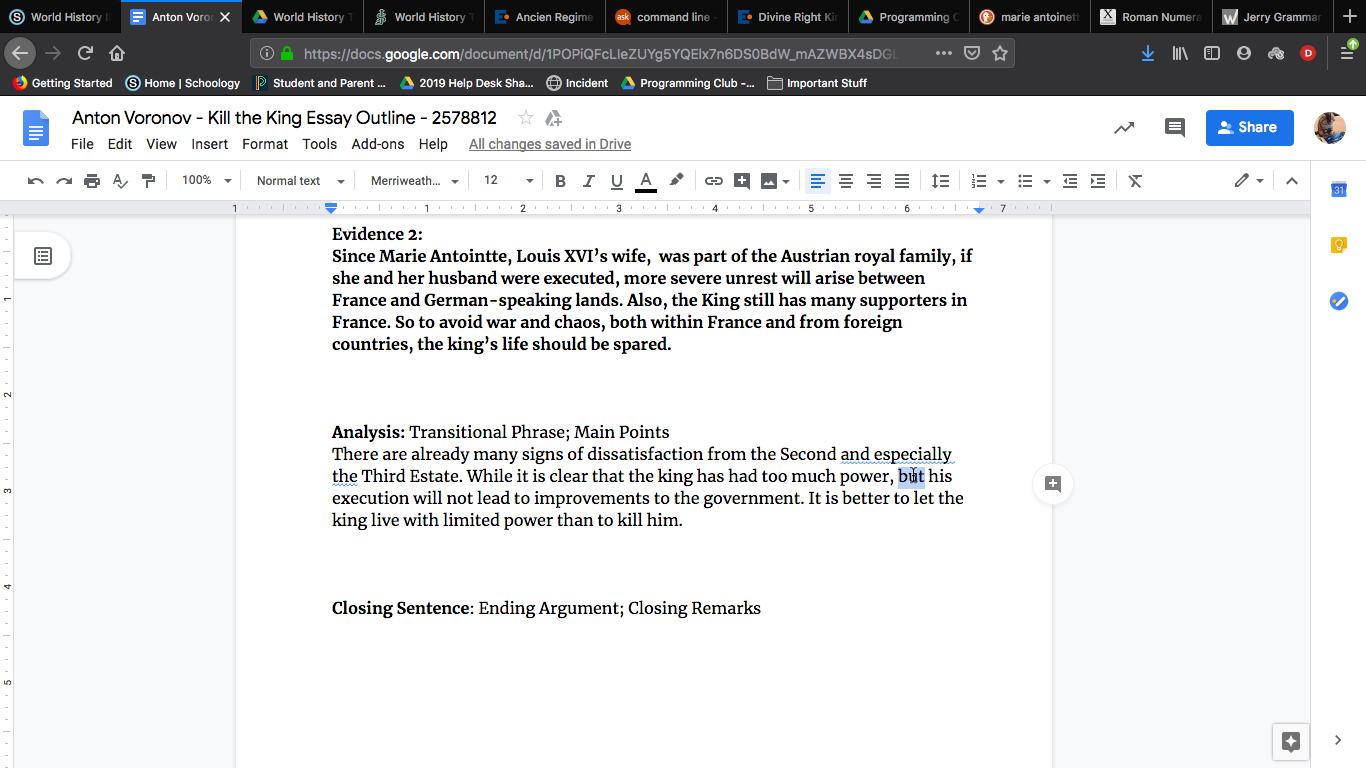 World History I
Anton Voron
World History T
World History T
Ancien Regime
command line -
Divine Right Kin
Programming C
marie antoinett
Roman Numera
Jerry Grammar
https://docs.google.com/document/d/1POPiQFcLIeZUYg5YQElx7n6DS0BdW_mAZWBX4sDGL
Getting Started
Home | Schoology
Student and Parent ...
2019 Help Desk Sha...
Incident
Programming Club -...
Important Stuff
Anton Voronov - Kill the King Essay Outline - 2578812
Share
File Edit View Insert Format Tools Add-ons Help All changes saved in Drive
100% Normal text Merriweath... 12 B I U A
1 1 2 3 4 5 6 7
Evidence 2:
Since Marie Antointte, Louis XVI’s wife, was part of the Austrian royal family, if
she and her husband were executed, more severe unrest will arise between
France and German-speaking lands. Also, the King still has many supporters in
France. So to avoid war and chaos, both within France and from foreign
countries, the king’s life should be spared.
Analysis: Transitional Phrase; Main Points
There are already many signs of dissatisfaction from the Second and especially
the Third Estate. While it is clear that the king has had too much power, but his
execution will not lead to improvements to the government. It is better to let the
king live with limited power than to kill him.
Closing Sentence: Ending Argument; Closing Remarks